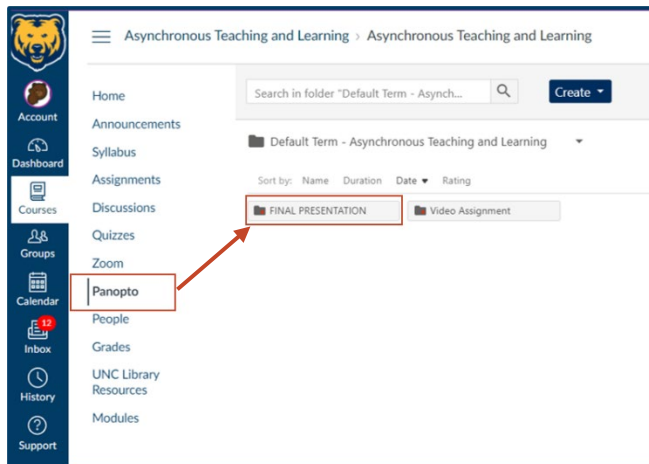 Asynchronous Teaching and Learning > Asynchronous Teaching and Learning
Account
Dashboard
Courses
Groups
Calendar
12
Inbox
History
Support
Home
Announcements
Syllabus
Assignments
Discussions
Quizzes
Zoom
Panopto
People
Grades
UNC Library
Resources
Modules
Search in folder "Default Term - Asynch...
Create
Default Term - Asynchronous Teaching and Learning
Sort by: Name Duration Date Rating
FINAL PRESENTATION
Video Assignment